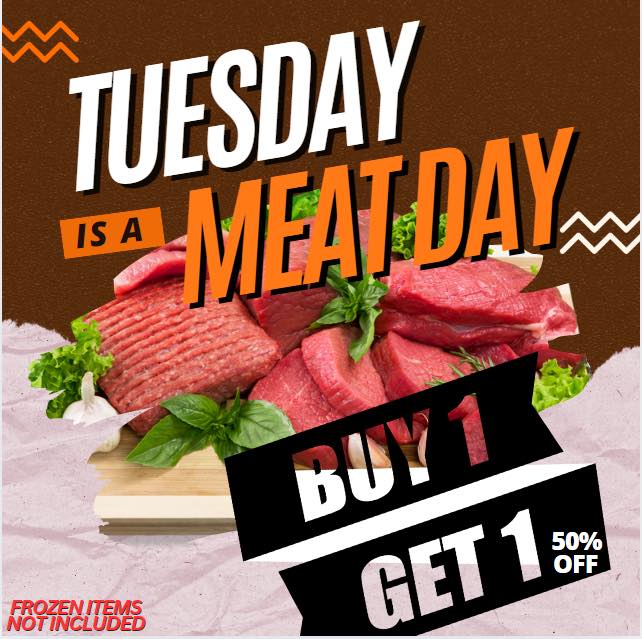 TUESDAY
IS A
MEAT DAY
BUY 1
GET 1
50%
OFF
FROZEN ITEMS
NOT INCLUDED